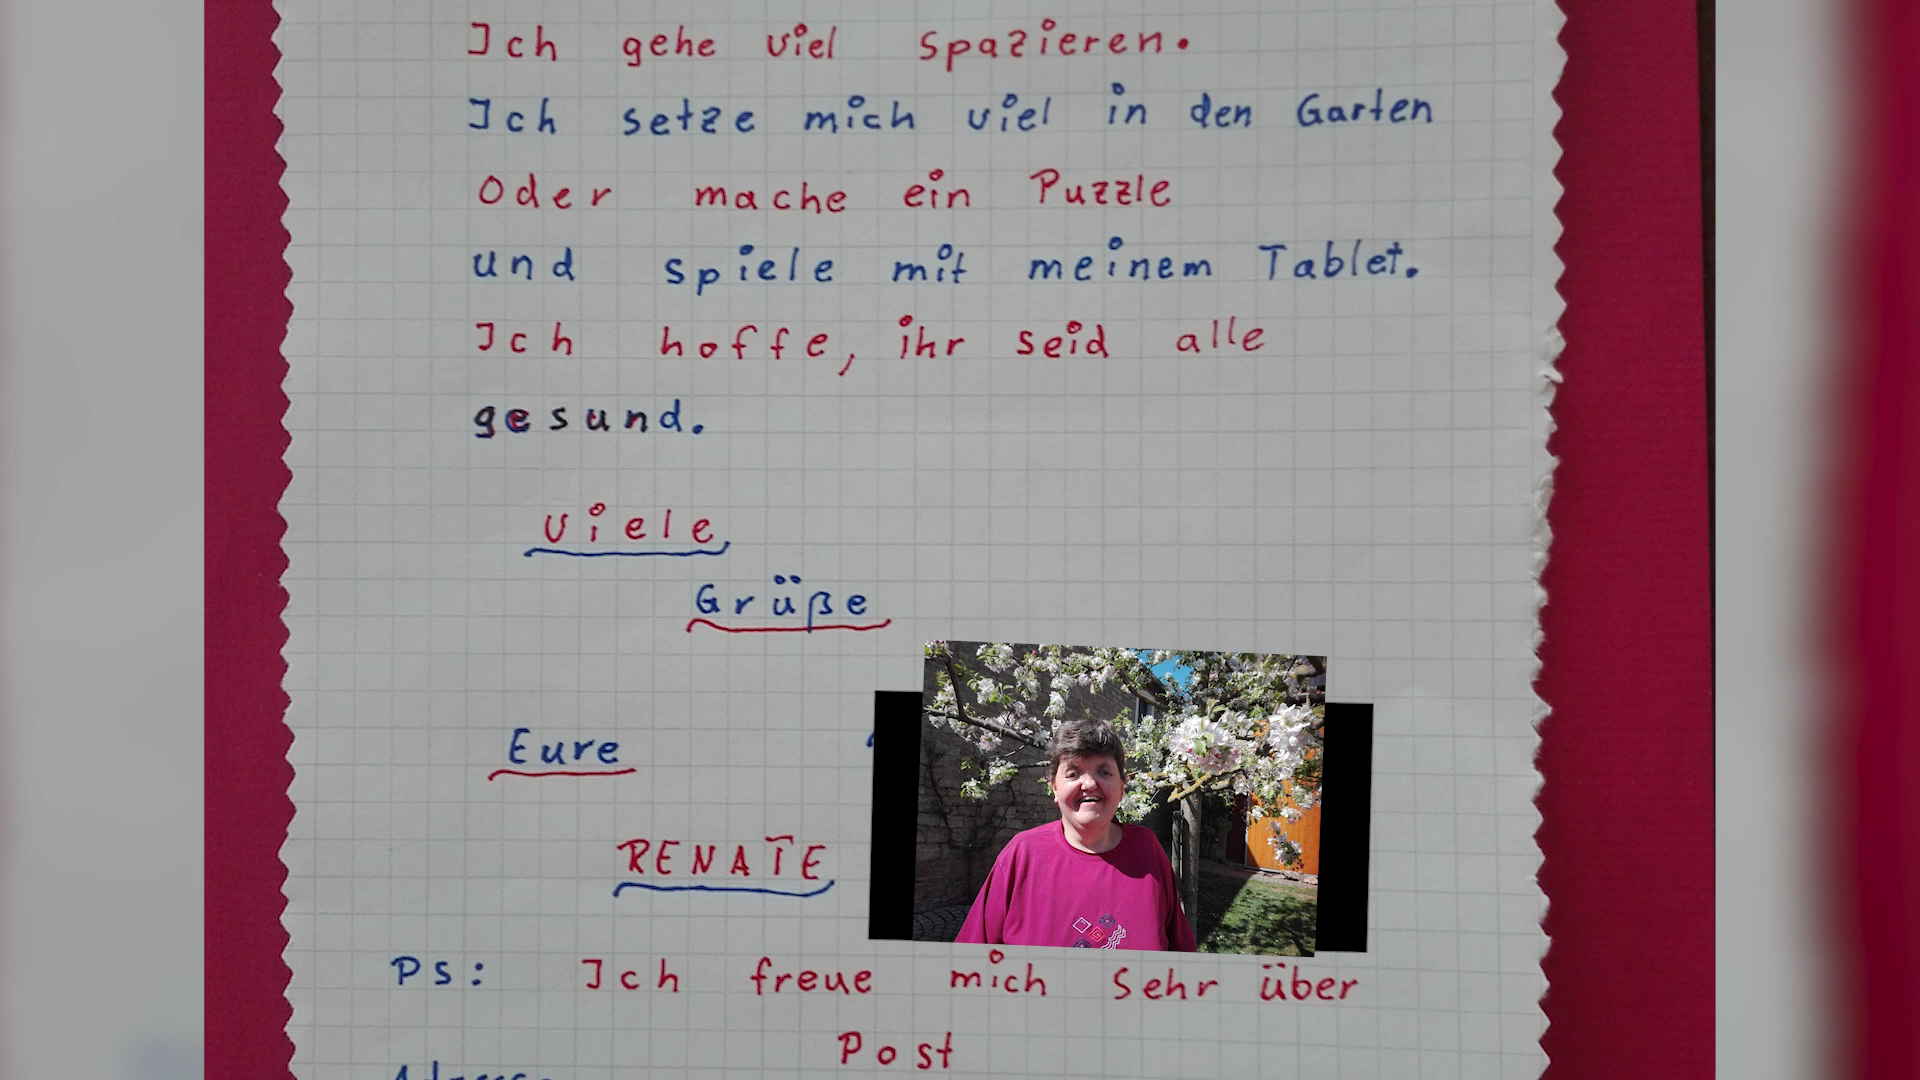 Ich gehe viel spazieren.
Ich setze mich viel in den Garten
Oder mache ein Puzzle
und spiele mit meinem Tablet.
Ich hoffe, ihr seid alle
gesund.
Viele
Grüße
Eure
RENATE
Ps: Ich freue mich sehr über
Post